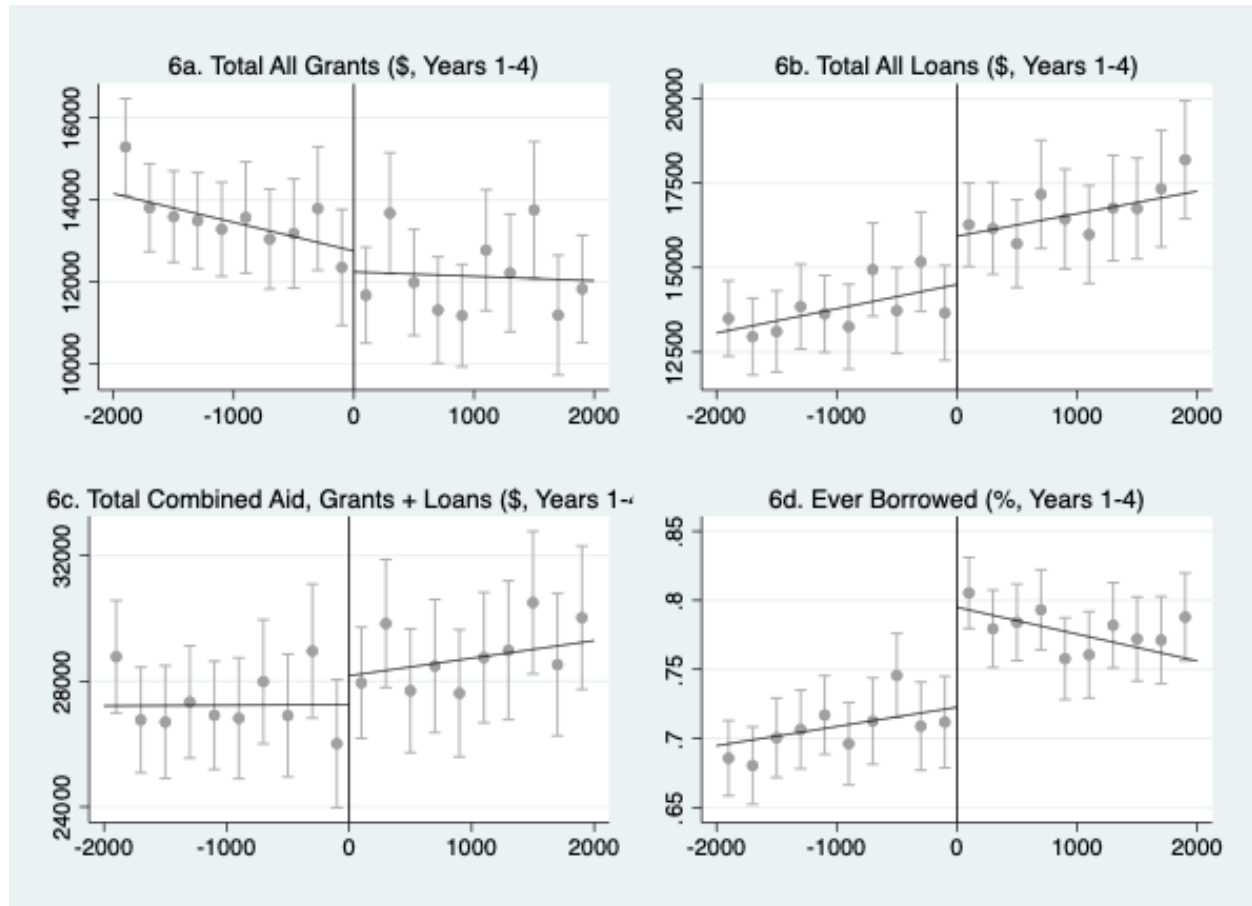 6a. Total All Grants ($, Years 1-4)
16000
14000
12000
10000
-2000 -1000 0 1000 2000
6b. Total All Loans ($, Years 1-4)
20000
17500
15000
12500
-2000 -1000 0 1000 2000
6c. Total Combined Aid, Grants + Loans ($, Years 1-
32000
28000
24000
-2000 -1000 0 1000 2000
6d. Ever Borrowed (%, Years 1-4)
.85
.8
.75
.7
.65
-2000 -1000 0 1000 2000